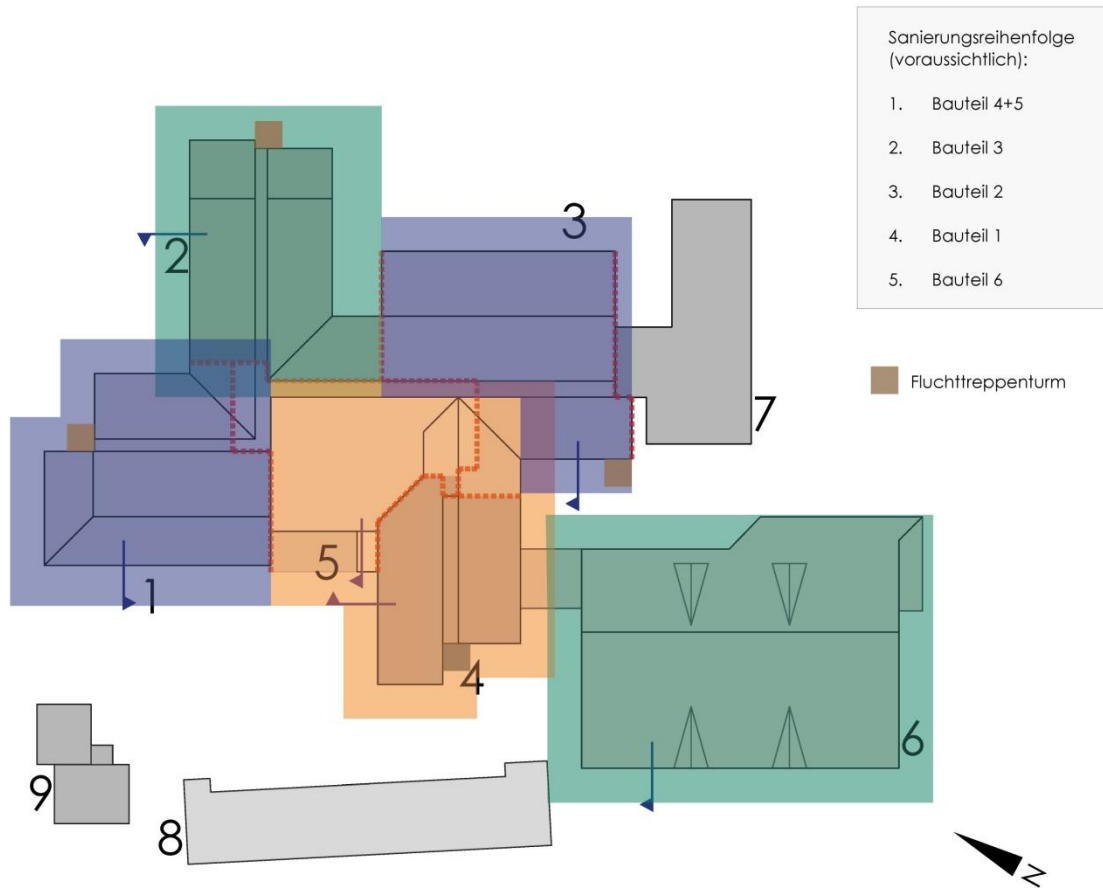 Sanierungsreihenfolge
(voraussichtlich):
1. Bauteil 4+5
2. Bauteil 3
3. Bauteil 2
4. Bauteil 1
5. Bauteil 6
Fluchttreppenturm
2
3
7
5
1
4
6
9
8
N